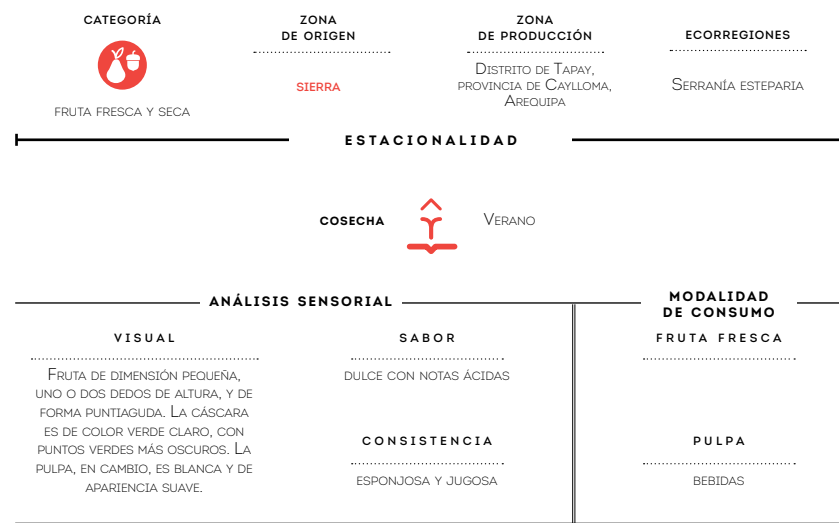 CATEGORÍA
FRUTA FRESCA Y SECA
ZONA
DE ORIGEN
SIERRA
ZONA
DE PRODUCCIÓN
DISTRITO DE TAPAY,
PROVINCIA DE CAYLLOMA,
AREQUIPA
ECORREGIONES
SERRANÍA ESTEPARIA
ESTACIONALIDAD
COSECHA
VERANO
ANÁLISIS SENSORIAL
VISUAL
FRUTA DE DIMENSIÓN PEQUEÑA,
UNO O DOS DEDOS DE ALTURA, Y DE
FORMA PUNTIAGUDA. LA CÁSCARA
ES DE COLOR VERDE CLARO, CON
PUNTOS VERDES MÁS OSCUROS. LA
PULPA, EN CAMBIO, ES BLANCA Y DE
APARIENCIA SUAVE.
SABOR
DULCE CON NOTAS ÁCIDAS
CONSISTENCIA
ESPONJOSA Y JUGOSA
MODALIDAD
DE CONSUMO
FRUTA FRESCA
PULPA
BEBIDAS